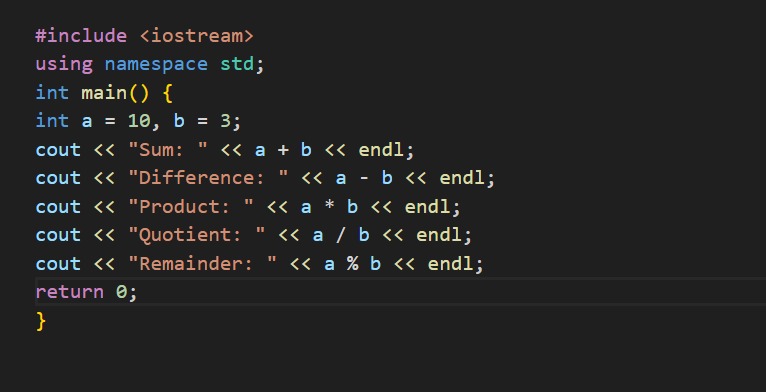 #include <iostream>
using namespace std;
int main() {
int a = 10, b = 3;
cout << "Sum: " << a + b << endl;
cout << "Difference: " << a - b << endl;
cout << "Product: " << a * b << endl;
cout << "Quotient: " << a / b << endl;
cout << "Remainder: " << a % b << endl;
return 0;
}